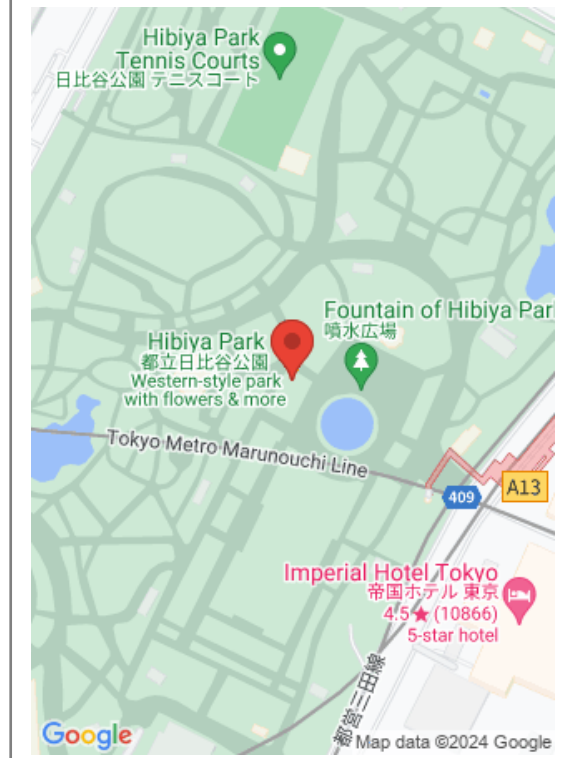 Hibiya Park
Tennis Courts
日比谷公園 テニスコート
Fountain of Hibiya Par
噴水広場
Hibiya Park
都立日比谷公園
Western-style park
with flowers & more
Tokyo Metro Marunouchi Line
409
A13
Imperial Hotel Tokyo
帝国ホテル 東京
4.5★ (10866)
5-star hotel
都営三田線
Google
Map data ©2024 Google